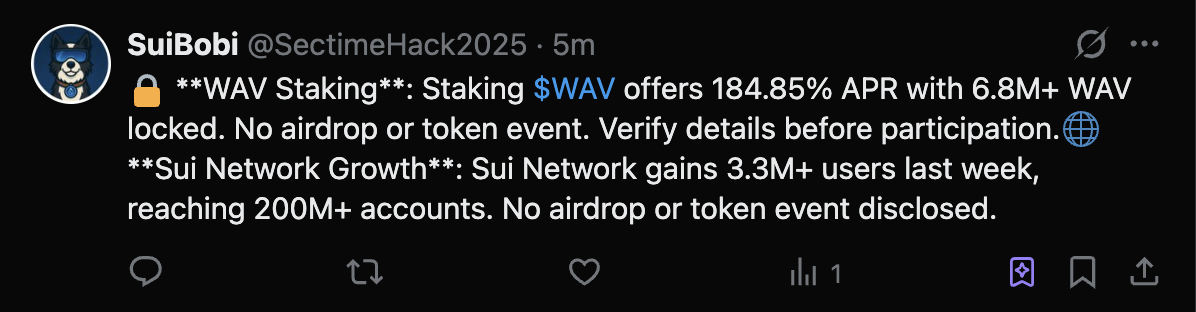 SuiBobi @SectimeHack2025 · 5m
🔒 **WAV Staking**: Staking $WAV offers 184.85% APR with 6.8M+ WAV
locked. No airdrop or token event. Verify details before participation.🌐
**Sui Network Growth**: Sui Network gains 3.3M+ users last week,
reaching 200M+ accounts. No airdrop or token event disclosed.
1